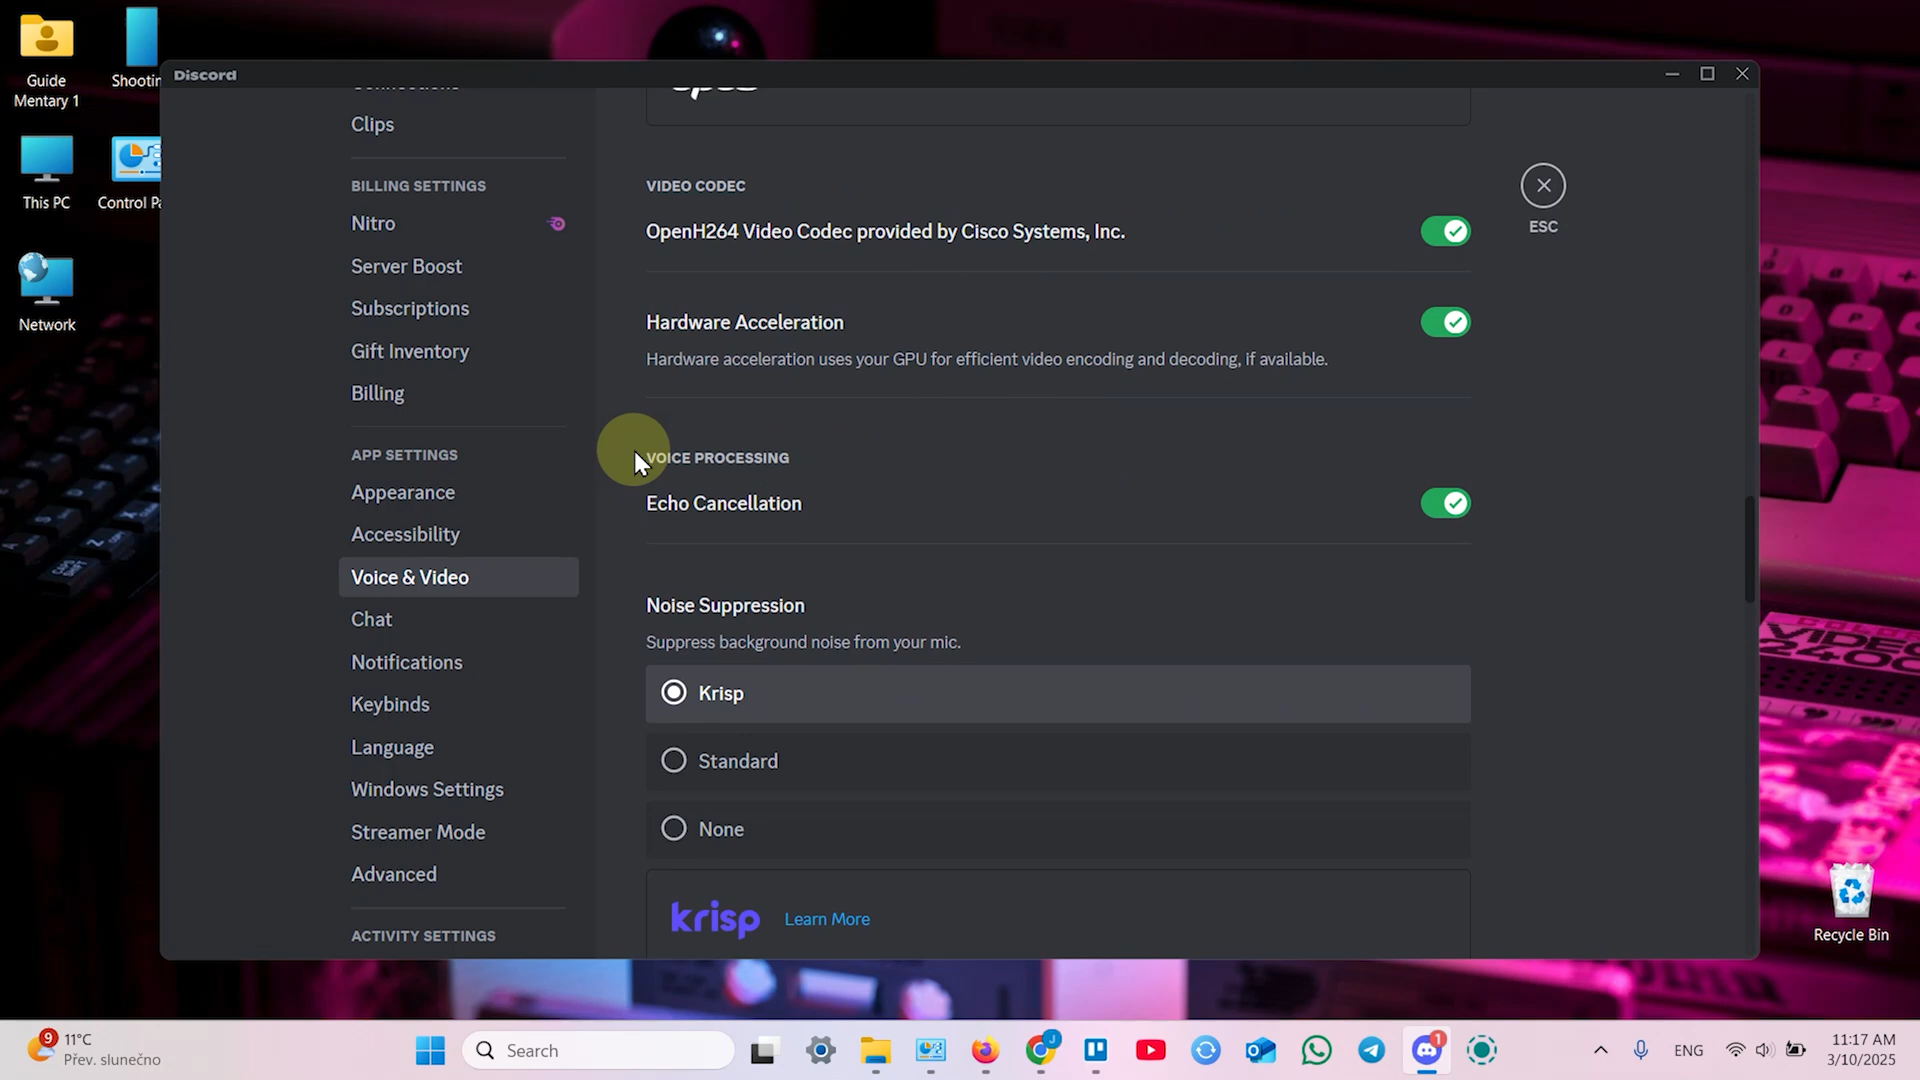 Guide
Mentary 1
This PC
Network
Discord
Clips
BILLING SETTINGS
Nitro
Server Boost
Subscriptions
Gift Inventory
Billing
APP SETTINGS
Appearance
Accessibility
Voice & Video
Chat
Notifications
Keybinds
Language
Windows Settings
Streamer Mode
Advanced
ACTIVITY SETTINGS
VIDEO CODEC
OpenH264 Video Codec provided by Cisco Systems, Inc.
Hardware Acceleration
Hardware acceleration uses your GPU for efficient video encoding and decoding, if available.
VOICE PROCESSING
Echo Cancellation
Noise Suppression
Suppress background noise from your mic.
Krisp
Standard
None
krisp Learn More
ESC
Recycle Bin
9
11°C
Přev. slunečno
Search
J
1
ENG
11:17 AM
3/10/2025